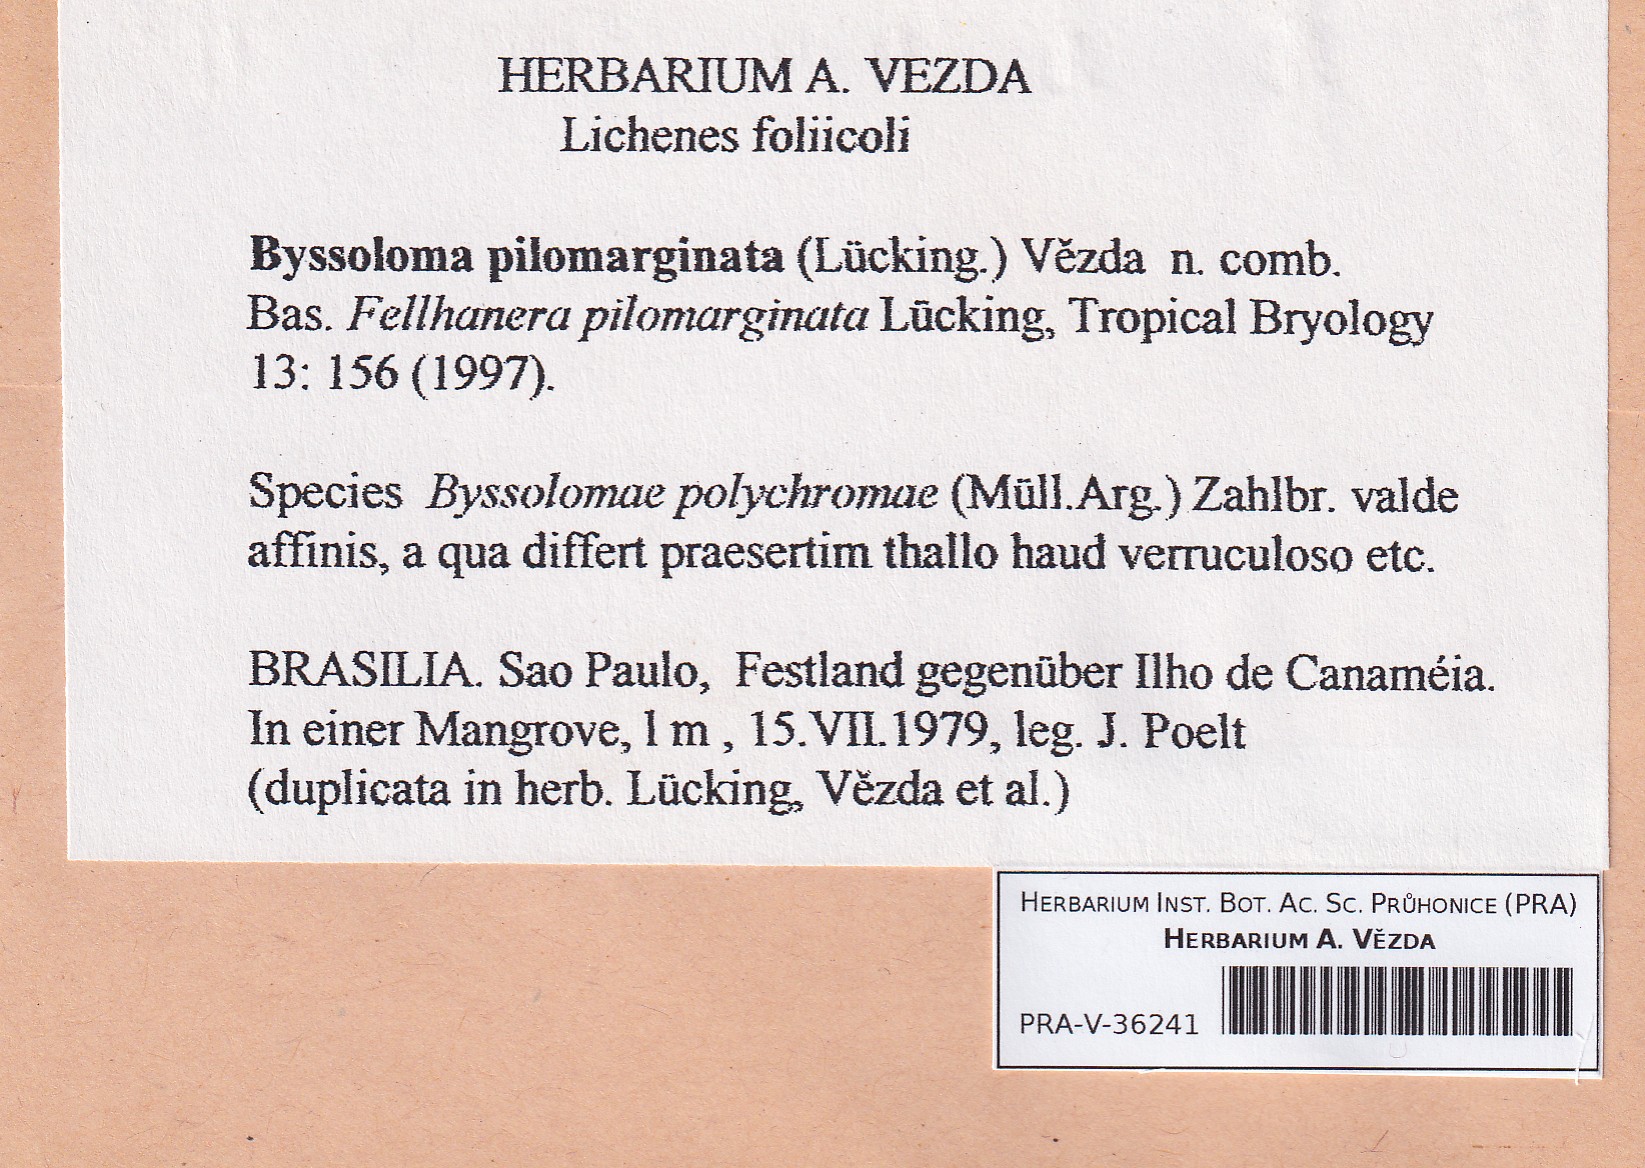 HERBARIUM A. VEZDA
Lichenes foliicoli
Byssoloma pilomarginata (Lücking.) Vězda n. comb.
Bas. Fellhanera pilomarginata Lücking, Tropical Bryology
13: 156 (1997).
Species Byssolomae polychromae (Müll.Arg.) Zahlbr. valde
affinis, a qua differt praesertim thallo haud verruculoso etc.
BRASILIA. Sao Paulo, Festland gegenüber Ilho de Canaméia.
In einer Mangrove, 1 m , 15.VII.1979, leg. J. Poelt
(duplicata in herb. Lücking, Vězda et al.)
HERBARIUM INST. BOT. AC. SC. PRŮHONICE (PRA)
HERBARIUM A. VĚZDA
PRA-V-36241